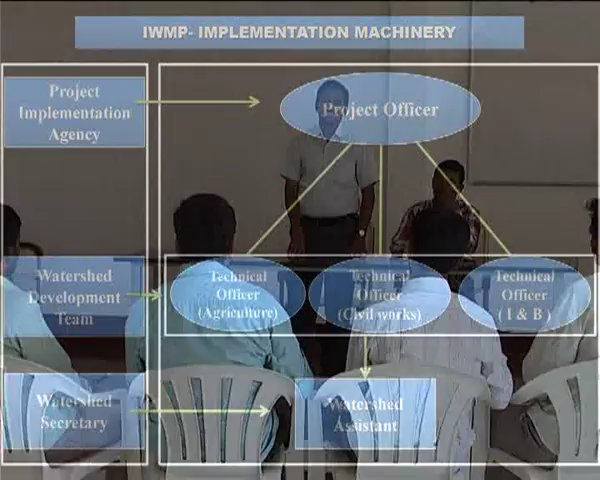 IWMP- IMPLEMENTATION MACHINERY
Project
Implementation
Agency
Project Officer
Watershed
Development
Team
Technical
Officer
(Agriculture)
Technical
Officer
(Civil works)
Technical
Officer
( I & B )
Watershed
Secretary
Watershed
Assistant